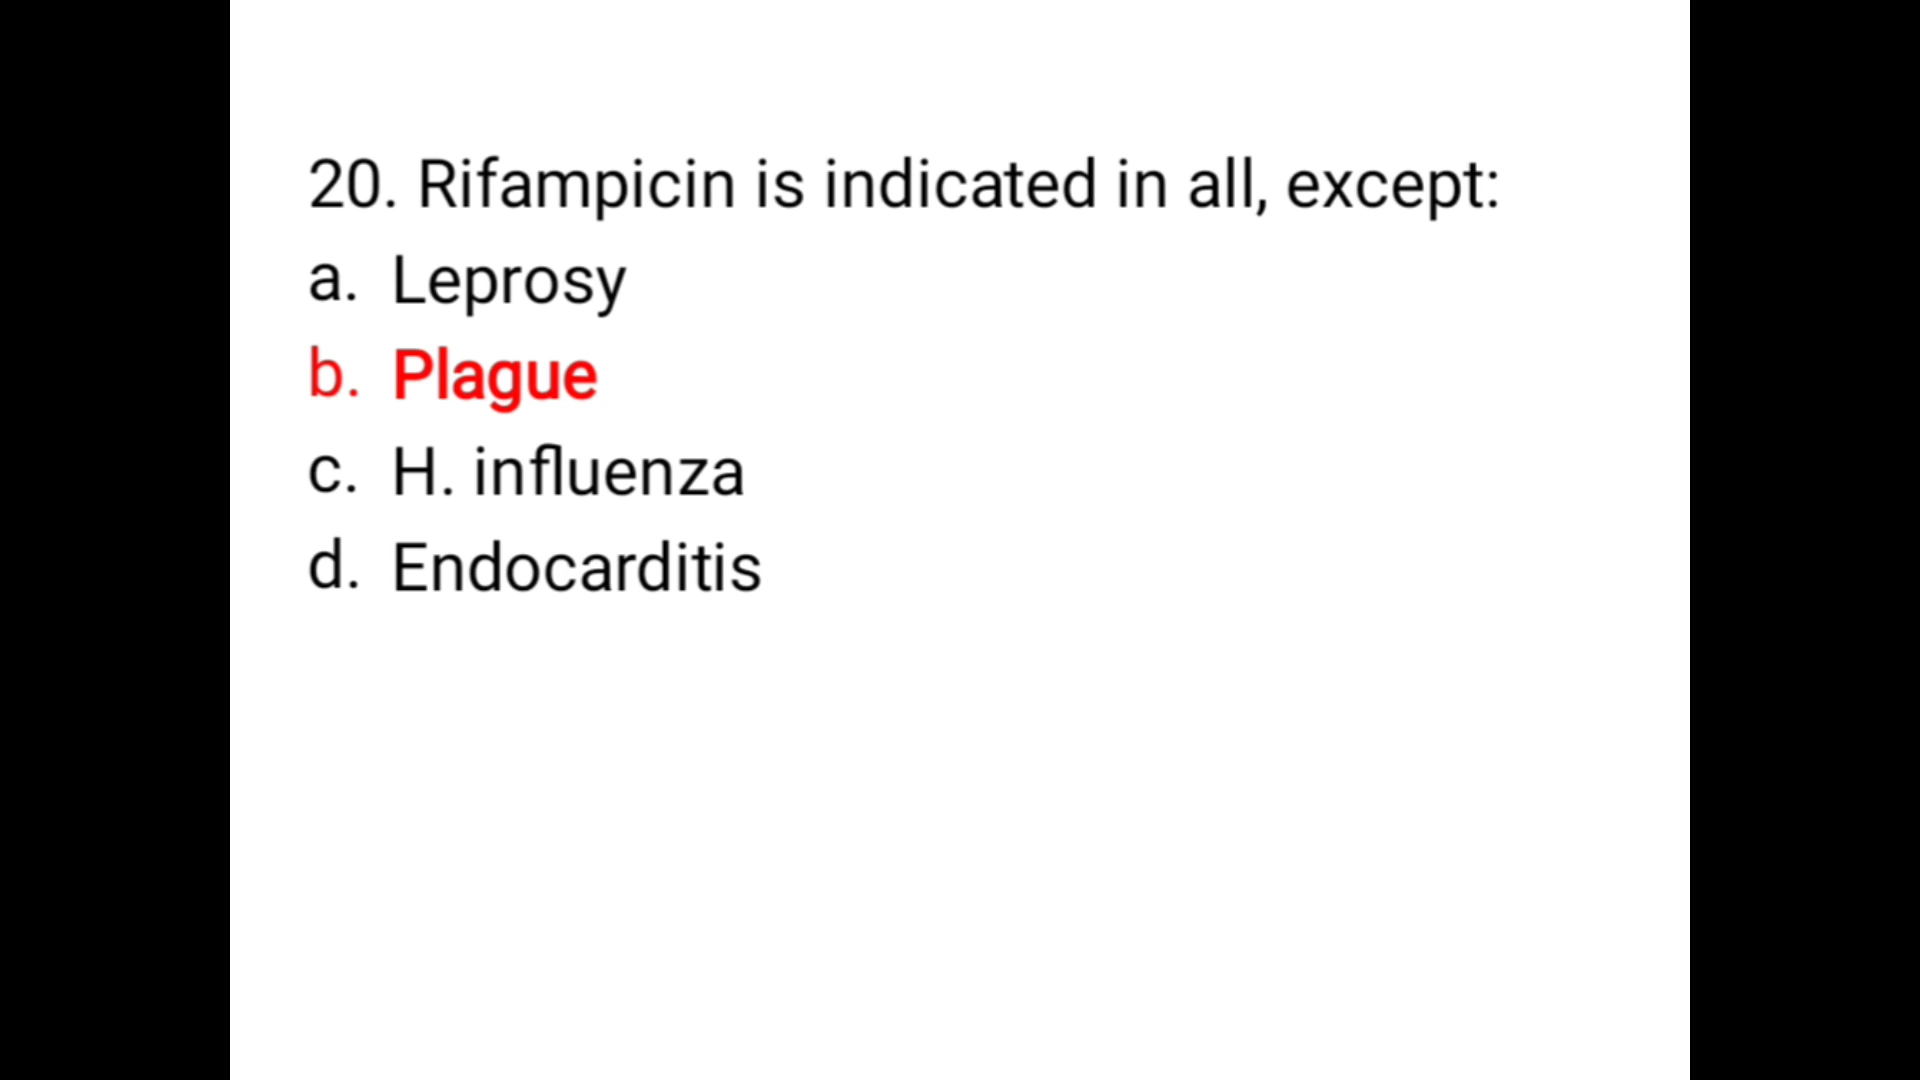 20. Rifampicin is indicated in all, except:
a. Leprosy
b. Plague
c. H. influenza
d. Endocarditis